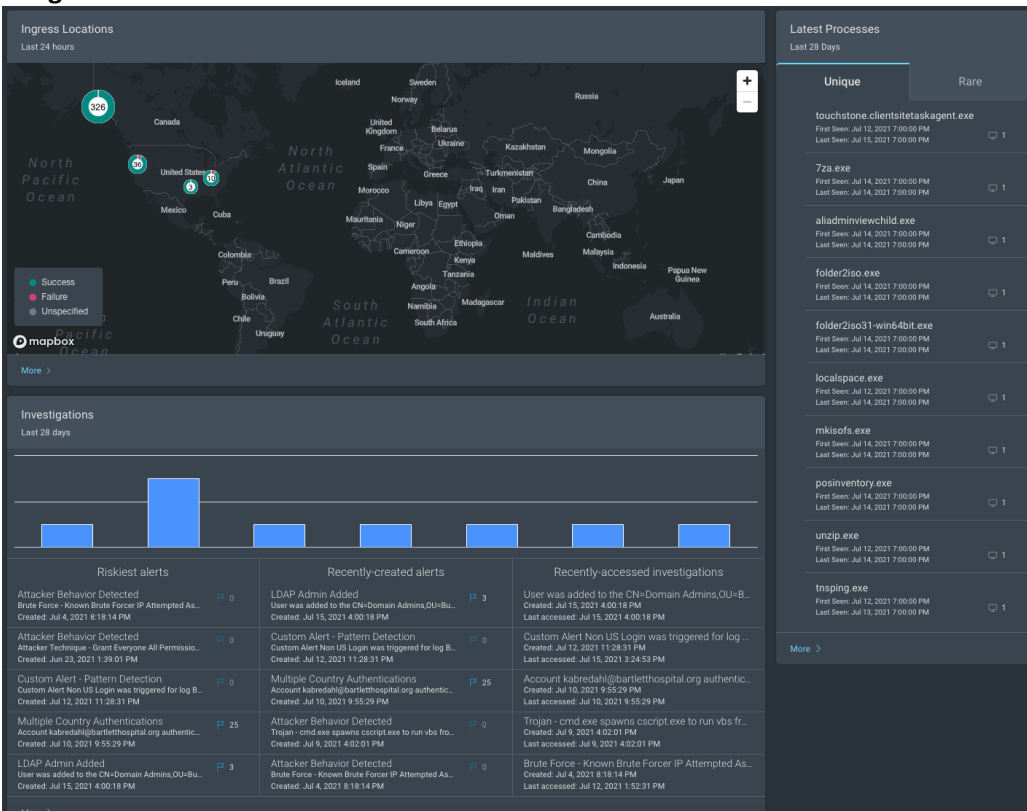 Ingress Locations
Last 24 hours
Iceland
Sweden
Norway
Russia
326
Canada
United
Kingdom
Belarus
Ukraine
France
Kazakhstan
Mongolia
North
Pacific
Ocean
36
United States
10
3
North
Atlantic
Ocean
Spain
Greece
Turkmenistan
China
Japan
Morocco
Iraq
Iran
Libya
Egypt
Pakistan
Bangladesh
Mexico
Cuba
Mauritania
Niger
Oman
Cambodia
Colombia
Cameroon
Ethiopia
Kenya
Maldives
Malaysia
Indonesia
Papua New
Guinea
Peru
Brazil
Tanzania
Angola
Bolivia
Namibia
Madagascar
Indian
Ocean
Chile
South
Atlantic
Ocean
South Africa
Australia
Uruguay
Success
Failure
Unspecified
Pacific
Ocean
mapbox
More >
Investigations
Last 28 days
Riskiest alerts
Attacker Behavior Detected
Brute Force - Known Brute Forcer IP Attempted As...
Created: Jul 4, 2021 8:18:14 PM
0
Attacker Behavior Detected
Attacker Technique - Grant Everyone All Permissio...
Created: Jun 23, 2021 1:39:01 PM
0
Custom Alert - Pattern Detection
Custom Alert Non US Login was triggered for log B...
Created: Jul 12, 2021 11:28:31 PM
0
Multiple Country Authentications
Account kabredahl@bartletthospital.org authentic...
Created: Jul 10, 2021 9:55:29 PM
25
LDAP Admin Added
User was added to the CN=Domain Admins,OU=Bu...
Created: Jul 15, 2021 4:00:18 PM
3
Recently-created alerts
LDAP Admin Added
User was added to the CN=Domain Admins,OU=Bu...
Created: Jul 15, 2021 4:00:18 PM
3
Custom Alert - Pattern Detection
Custom Alert Non US Login was triggered for log B...
Created: Jul 12, 2021 11:28:31 PM
0
Multiple Country Authentications
Account kabredahl@bartletthospital.org authentic...
Created: Jul 10, 2021 9:55:29 PM
25
Attacker Behavior Detected
Trojan - cmd.exe spawns cscript.exe to run vbs fr...
Created: Jul 9, 2021 4:02:01 PM
0
Attacker Behavior Detected
Brute Force - Known Brute Forcer IP Attempted As...
Created: Jul 4, 2021 8:18:14 PM
0
Recently-accessed investigations
User was added to the CN=Domain Admins,OU=B...
Created: Jul 15, 2021 4:00:18 PM
Last accessed: Jul 15, 2021 4:00:18 PM
Custom Alert Non US Login was triggered for log ...
Created: Jul 12, 2021 11:28:31 PM
Last accessed: Jul 15, 2021 3:24:53 PM
Account kabredahl@bartletthospital.org authentic...
Created: Jul 10, 2021 9:55:29 PM
Last accessed: Jul 10, 2021 9:55:29 PM
Trojan - cmd.exe spawns cscript.exe to run vbs fr...
Created: Jul 9, 2021 4:02:01 PM
Last accessed: Jul 9, 2021 4:02:01 PM
Brute Force - Known Brute Forcer IP Attempted As...
Created: Jul 4, 2021 8:18:14 PM
Last accessed: Jul 12, 2021 1:52:31 PM
Latest Processes
Last 28 Days
Unique
Rare
touchstone.clientsitetaskagent.exe
First Seen: Jul 12, 2021 7:00:00 PM
Last Seen: Jul 15, 2021 7:00:00 PM
1
7za.exe
First Seen: Jul 14, 2021 7:00:00 PM
Last Seen: Jul 14, 2021 7:00:00 PM
1
aliadminviewchild.exe
First Seen: Jul 14, 2021 7:00:00 PM
Last Seen: Jul 14, 2021 7:00:00 PM
1
folder2iso.exe
First Seen: Jul 14, 2021 7:00:00 PM
Last Seen: Jul 14, 2021 7:00:00 PM
1
folder2iso31-win64bit.exe
First Seen: Jul 14, 2021 7:00:00 PM
Last Seen: Jul 14, 2021 7:00:00 PM
1
localspace.exe
First Seen: Jul 12, 2021 7:00:00 PM
Last Seen: Jul 14, 2021 7:00:00 PM
1
mkisofs.exe
First Seen: Jul 14, 2021 7:00:00 PM
Last Seen: Jul 14, 2021 7:00:00 PM
1
posinventory.exe
First Seen: Jul 14, 2021 7:00:00 PM
Last Seen: Jul 14, 2021 7:00:00 PM
1
unzip.exe
First Seen: Jul 12, 2021 7:00:00 PM
Last Seen: Jul 14, 2021 7:00:00 PM
1
tnsping.exe
First Seen: Jul 12, 2021 7:00:00 PM
Last Seen: Jul 13, 2021 7:00:00 PM
1
More >